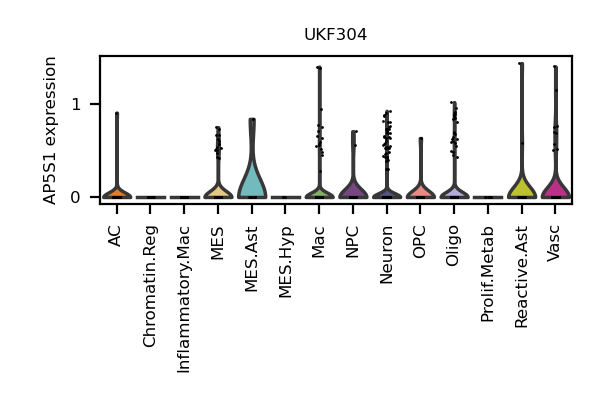 UKF304
AP5S1 expression
1
0
AC
Chromatin.Reg
Inflammatory.Mac
MES
MES.Ast
MES.Hyp
Mac
NPC
Neuron
OPC
Oligo
Prolif.Metab
Reactive.Ast
Vasc